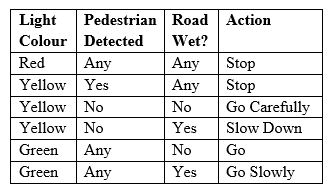 Light Colour Pedestrian Detected Road Wet? Action
Red Any Any Stop
Yellow Yes Any Stop
Yellow No No Go Carefully
Yellow No Yes Slow Down
Green Any No Go
Green Any Yes Go Slowly